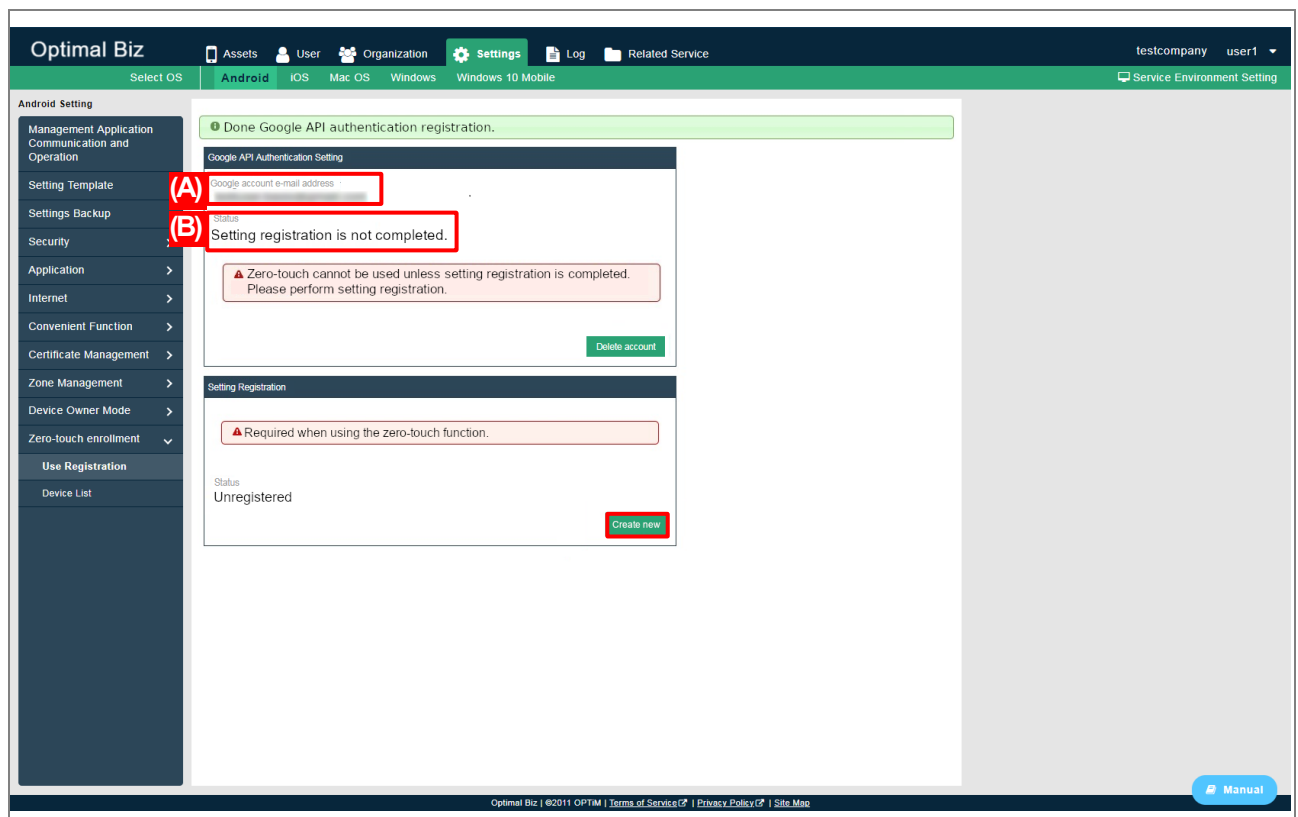 Optimal Biz
Assets User Organization Settings Log Related Service
testcompany user1
Select OS Android iOS Mac OS Windows Windows 10 Mobile
Service Environment Setting
Android Setting
Management Application
Communication and
Operation
Setting Template
Settings Backup
Security
Application
Internet
Convenient Function
Certificate Management
Zone Management
Device Owner Mode
Zero-touch enrollment
Use Registration
Device List
Done Google API authentication registration.
Google API Authentication Setting
(A)
Google account e-mail address
(B)
Status
Setting registration is not completed.
Zero-touch cannot be used unless setting registration is completed.
Please perform setting registration.
Delete account
Setting Registration
Required when using the zero-touch function.
Status
Unregistered
Create new
Manual
Optimal Biz | ©2011 OPTiM | Terms of Service | Privacy Policy | Site Map